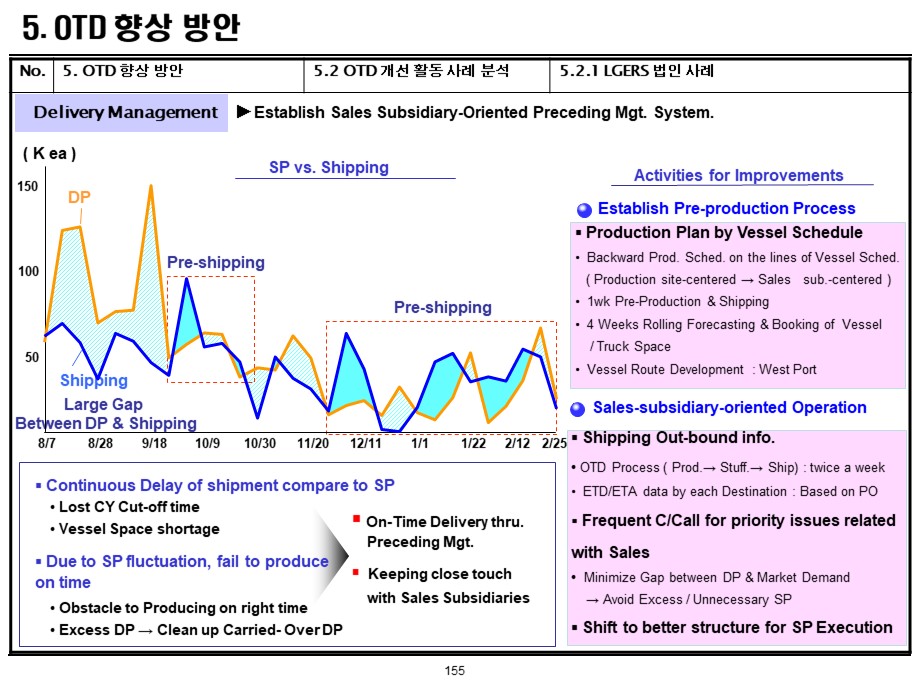 5. OTD 향상 방안
No. 5. OTD 향상 방안 5.2 OTD 개선 활동 사례 분석 5.2.1 LGERS 법인 사례
Delivery Management ▶ Establish Sales Subsidiary-Oriented Preceding Mgt. System.
( K ea )
SP vs. Shipping
150
100
50
DP
Pre-shipping
Pre-shipping
Shipping
Large Gap
Between DP & Shipping
8/7 8/28 9/18 10/9 10/30 11/20 12/11 1/1 1/22 2/12 2/25
▪ Continuous Delay of shipment compare to SP
• Lost CY Cut-off time
• Vessel Space shortage
▪ Due to SP fluctuation, fail to produce
on time
• Obstacle to Producing on right time
• Excess DP → Clean up Carried- Over DP
▪ On-Time Delivery thru.
Preceding Mgt.
▪ Keeping close touch
with Sales Subsidiaries
Activities for Improvements
Establish Pre-production Process
▪ Production Plan by Vessel Schedule
• Backward Prod. Sched. on the lines of Vessel Sched.
( Production site-centered → Sales sub.-centered )
• 1wk Pre-Production & Shipping
• 4 Weeks Rolling Forecasting & Booking of Vessel
/ Truck Space
• Vessel Route Development : West Port
Sales-subsidiary-oriented Operation
▪ Shipping Out-bound info.
• OTD Process ( Prod.→ Stuff.→ Ship) : twice a week
• ETD/ETA data by each Destination : Based on PO
▪ Frequent C/Call for priority issues related
with Sales
• Minimize Gap between DP & Market Demand
→ Avoid Excess / Unnecessary SP
▪ Shift to better structure for SP Execution
155